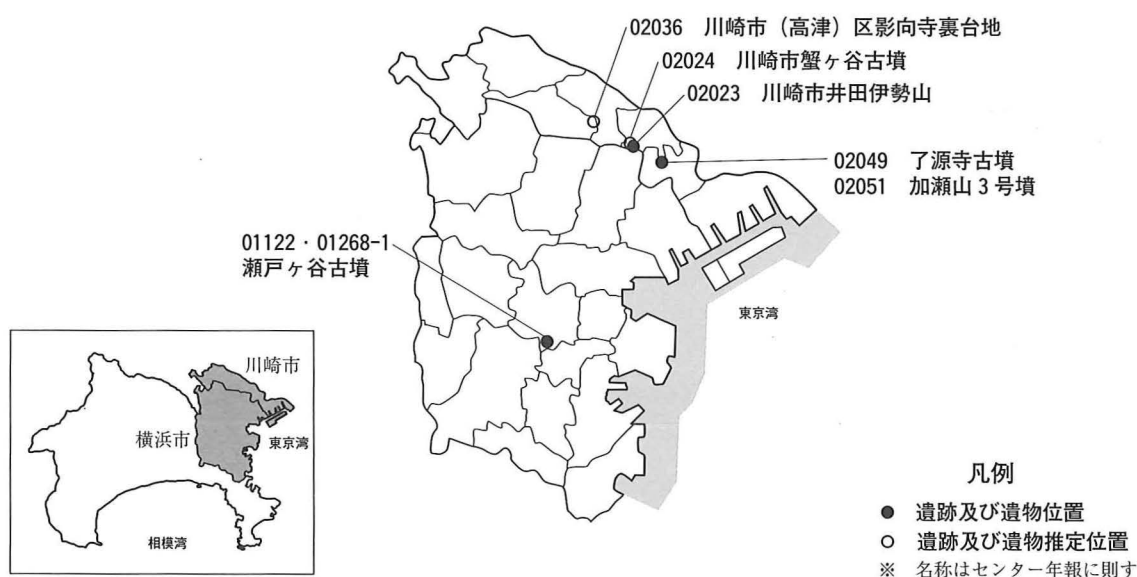 02036 川崎市（高津）区影向寺裏台地
02024 川崎市蟹ヶ谷古墳
02023 川崎市井田伊勢山
02049 了源寺古墳
02051 加瀬山3号墳
01122・01268-1
瀬戸ヶ谷古墳
東京湾
川崎市
横浜市
東京湾
相模湾
凡例
● 遺跡及び遺物位置
○ 遺跡及び遺物推定位置
※ 名称はセンター年報に則す